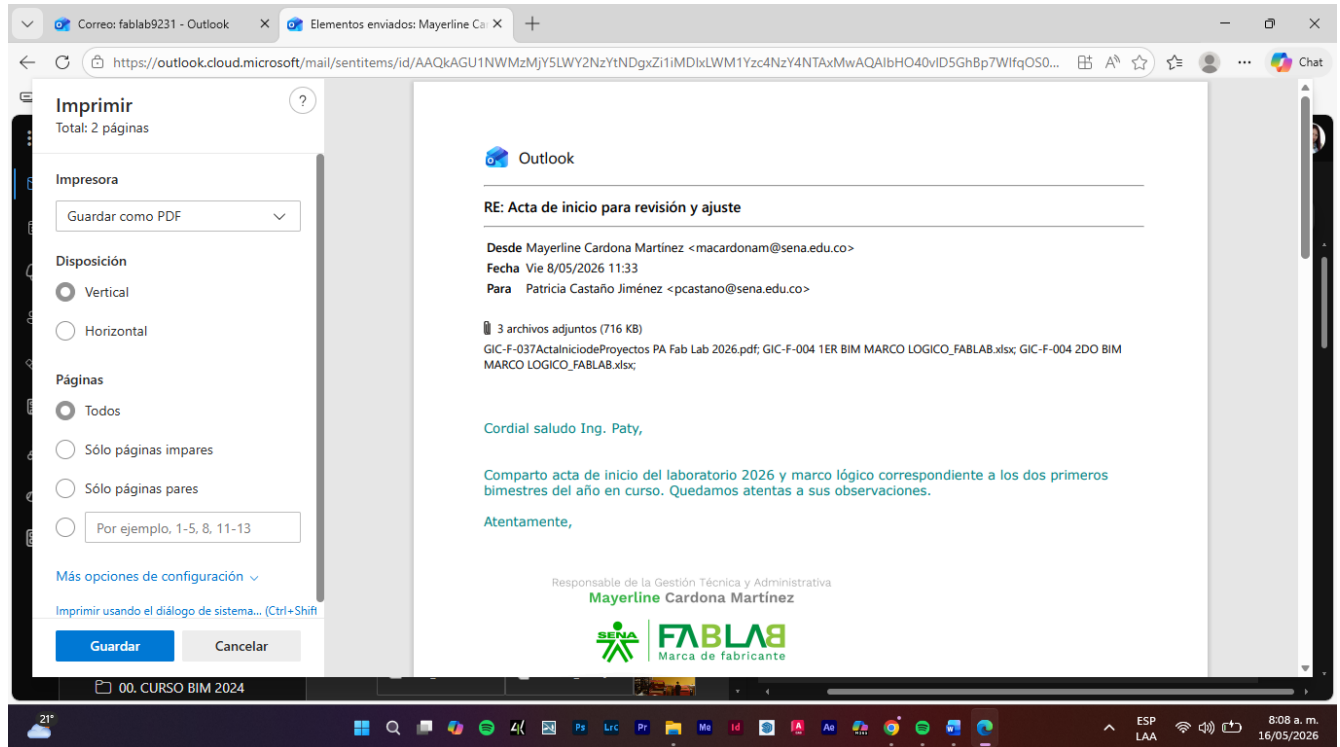 Correo: fablab9231 - Outlook
Elementos enviados: Mayerline Ca
https://outlook.cloud.microsoft/mail/sentitems/id/AAQkAGU1NWMzMjY5LWY2NzYtNDgxZi1iMDIxLWM1Yzc4NzY4NTAxMwAQAIbHO40vlD5GhBp7WIfqOS0...
Chat
Imprimir
?
Total: 2 páginas
Impresora
Guardar como PDF
Disposición
Vertical
Horizontal
Páginas
Todos
Sólo páginas impares
Sólo páginas pares
Por ejemplo, 1-5, 8, 11-13
Más opciones de configuración
Imprimir usando el diálogo de sistema... (Ctrl+Shift
Guardar
Cancelar
Outlook
RE: Acta de inicio para revisión y ajuste
Desde Mayerline Cardona Martínez <macardonam@sena.edu.co>
Fecha Vie 8/05/2026 11:33
Para Patricia Castaño Jiménez <pcastano@sena.edu.co>
3 archivos adjuntos (716 KB)
GIC-F-037ActaIniciodeProyectos PA Fab Lab 2026.pdf; GIC-F-004 1ER BIM MARCO LOGICO_FABLAB.xlsx; GIC-F-004 2DO BIM
MARCO LOGICO_FABLAB.xlsx;
Cordial saludo Ing. Paty,
Comparto acta de inicio del laboratorio 2026 y marco lógico correspondiente a los dos primeros
bimestres del año en curso. Quedamos atentas a sus observaciones.
Atentamente,
Responsable de la Gestión Técnica y Administrativa
Mayerline Cardona Martínez
SENA
FABLAB
Marca de fabricante
00. CURSO BIM 2024
21°
Ps
Lrc
Pr
Me
Id
Ae
ESP
LAA
8:08 a. m.
16/05/2026